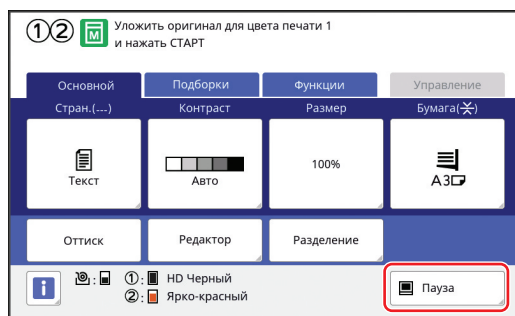 ①② M Уложить оригинал для цвета печати 1
и нажать СТАРТ
Основной Подборки Функции Управление
Стран.(---) Контраст Размер Бумага(⚹)
Текст Авто 100% A3
Оттиск Редактор Разделение
i : ①: HD Черный
②: Ярко-красный
Пауза